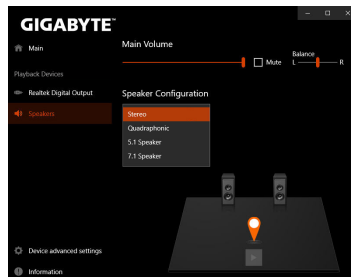 GIGABYTE™
Main
Playback Devices
Realtek Digital Output
Speakers
Device advanced settings
Information
Main Volume
Mute
Balance
L R
Speaker Configuration
Stereo
Quadraphonic
5.1 Speaker
7.1 Speaker